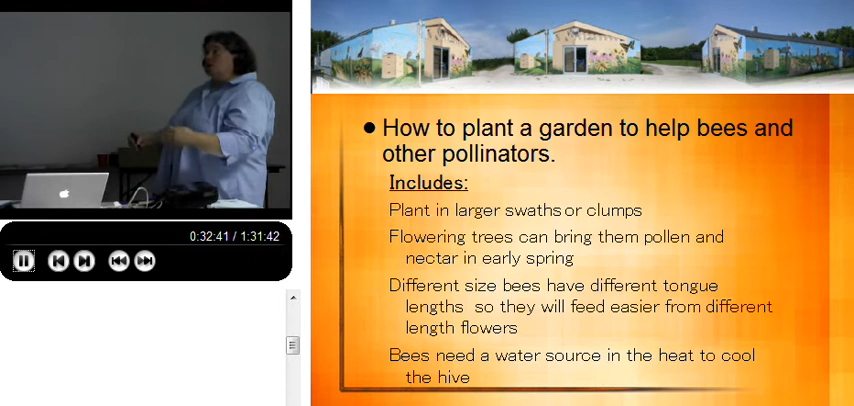 0:32:41 / 1:31:42
• How to plant a garden to help bees and
other pollinators.
Includes:
Plant in larger swaths or clumps
Flowering trees can bring them pollen and
nectar in early spring
Different size bees have different tongue
lengths so they will feed easier from different
length flowers
Bees need a water source in the heat to cool
the hive